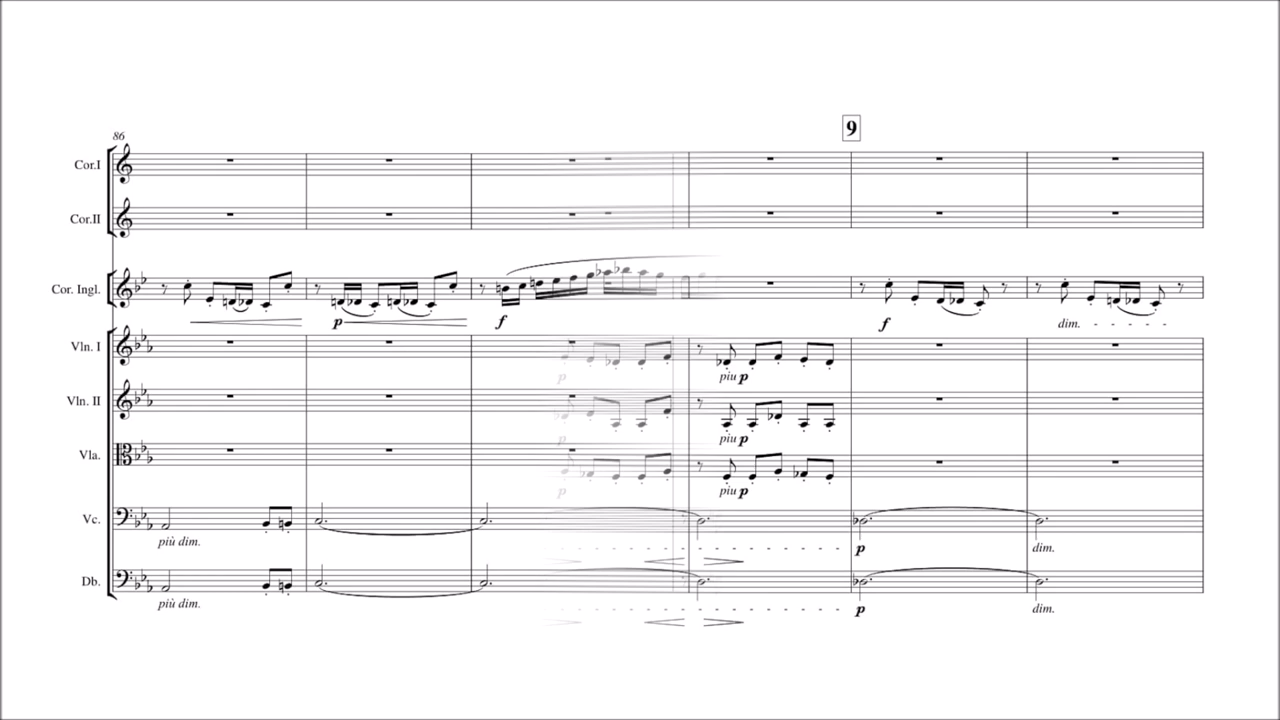 9
86
Cor.I
Cor.II
Cor. Ingl.
p
f
f
dim.
Vln. I
p
piu p
Vln. II
p
piu p
Vla.
p
piu p
Vc.
più dim.
p
dim.
Db.
più dim.
p
dim.